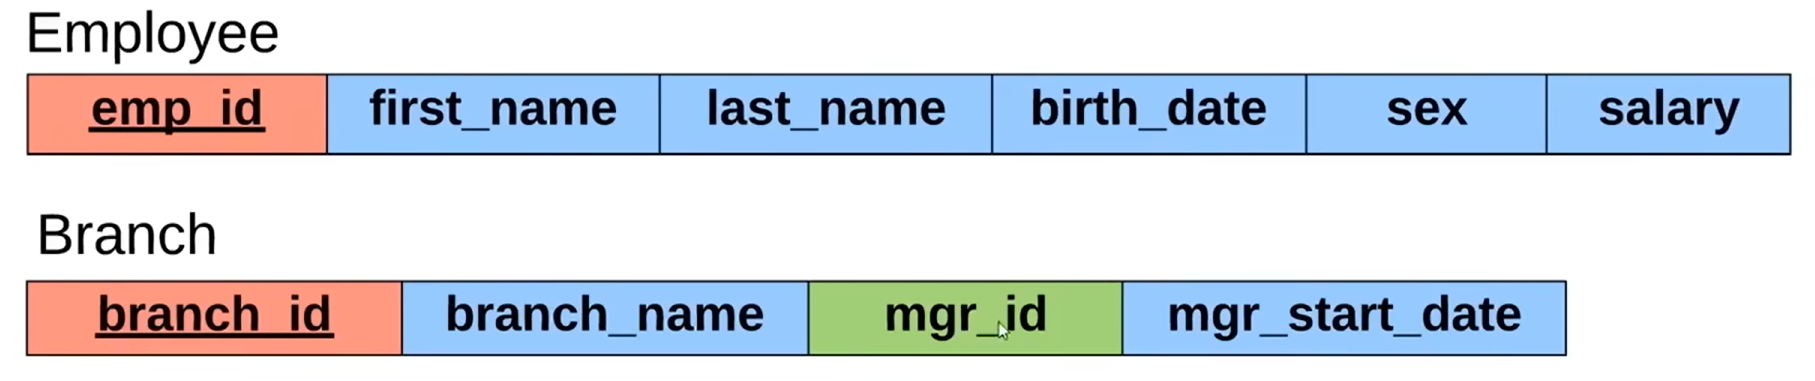 Employee
emp_id first_name last_name birth_date sex salary
Branch
branch_id branch_name mgr_id mgr_start_date